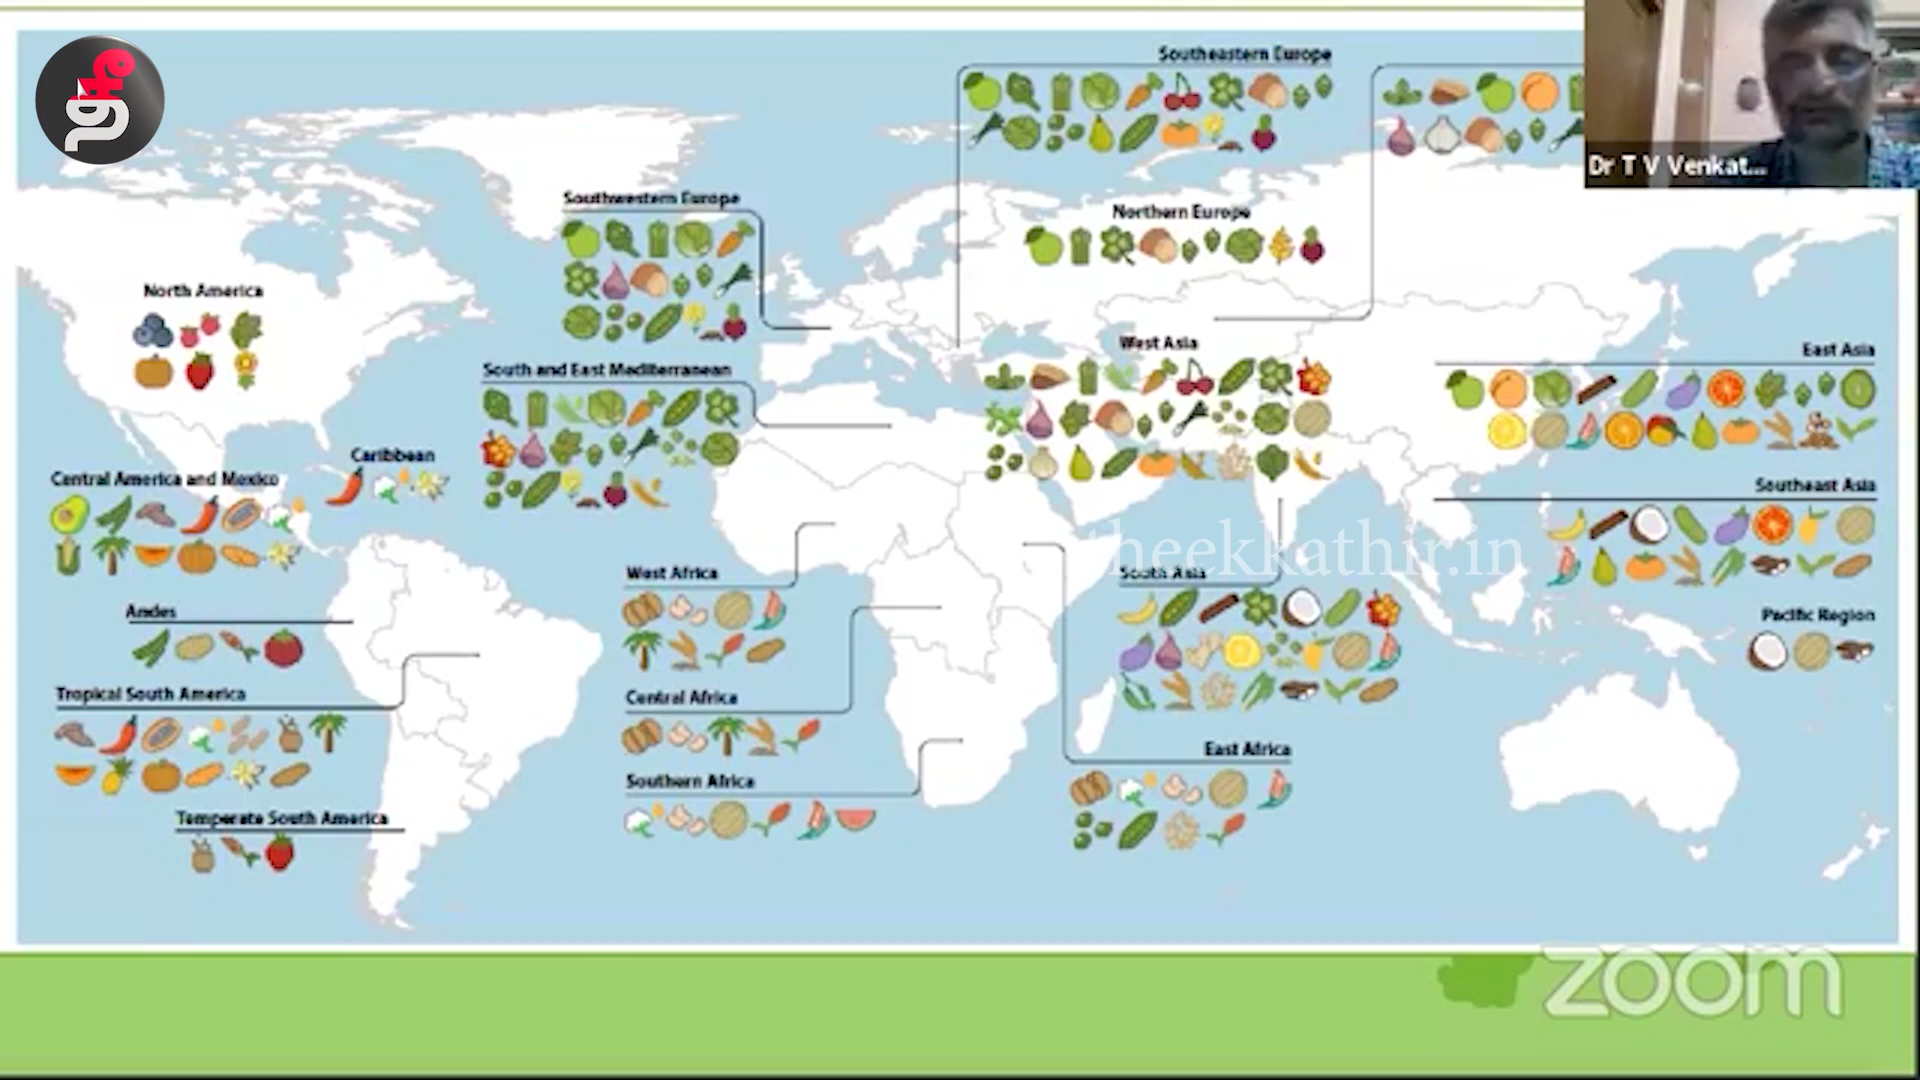 Southeastern Europe
Dr T V Venkat...
Southwestern Europe
Northern Europe
North America
West Asia
East Asia
South and East Mediterranean
Caribbean
Central America and Mexico
Southeast Asia
theekkathir.in
West Africa
South Asia
Andes
Pacific Region
Tropical South America
Central Africa
East Africa
Southern Africa
Temperate South America
zoom